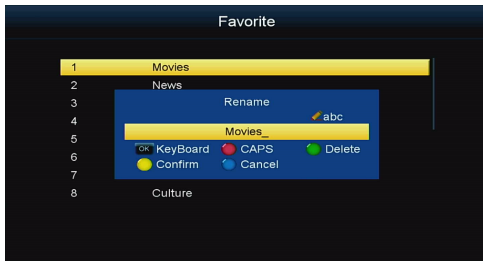 Favorite
1 Movies
2 News
3
Rename
abc
4
Movies_
5
OK KeyBoard CAPS Delete
6
Confirm Cancel
7
8 Culture